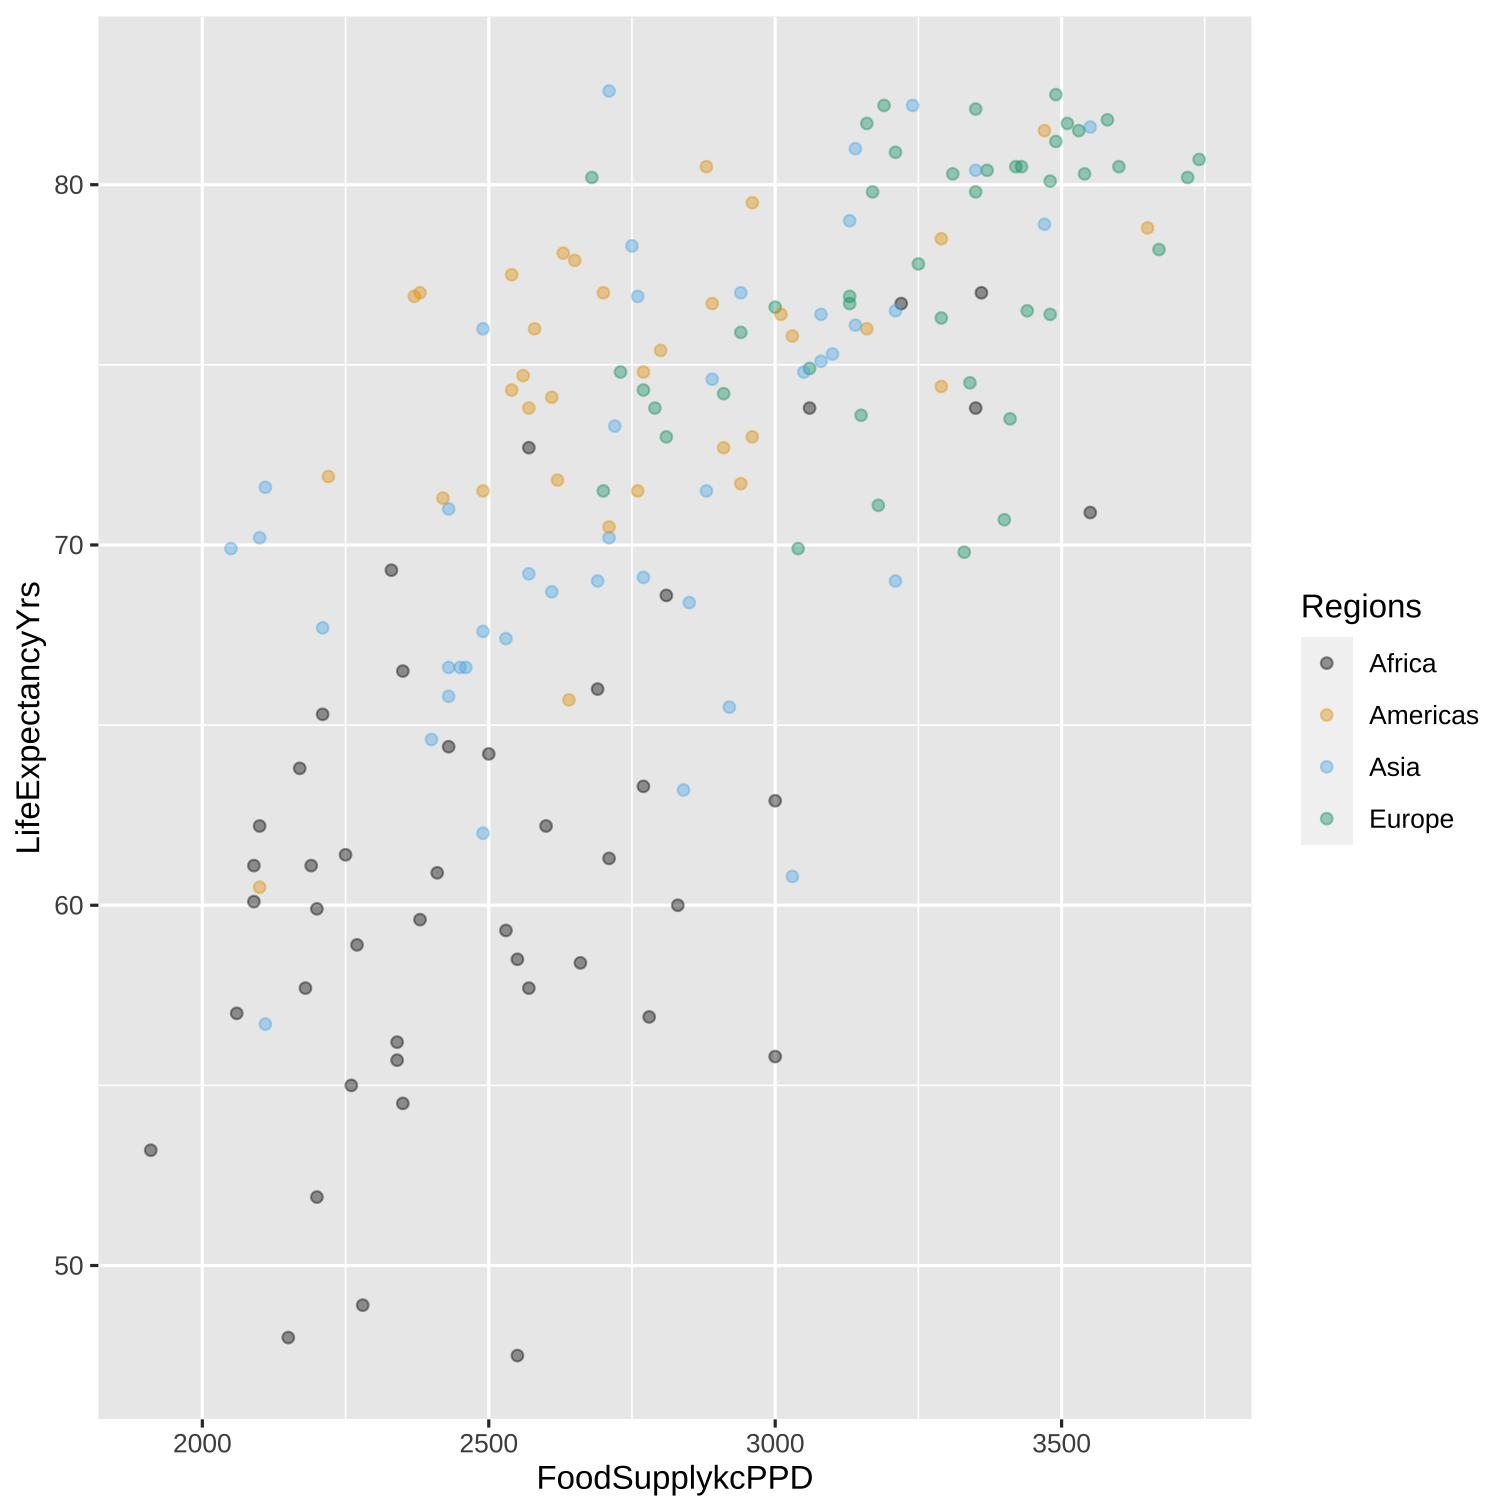 80
70
60
50
LifeExpectancyYrs
2000 2500 3000 3500
FoodSupplykcPPD
Regions
Africa
Americas
Asia
Europe